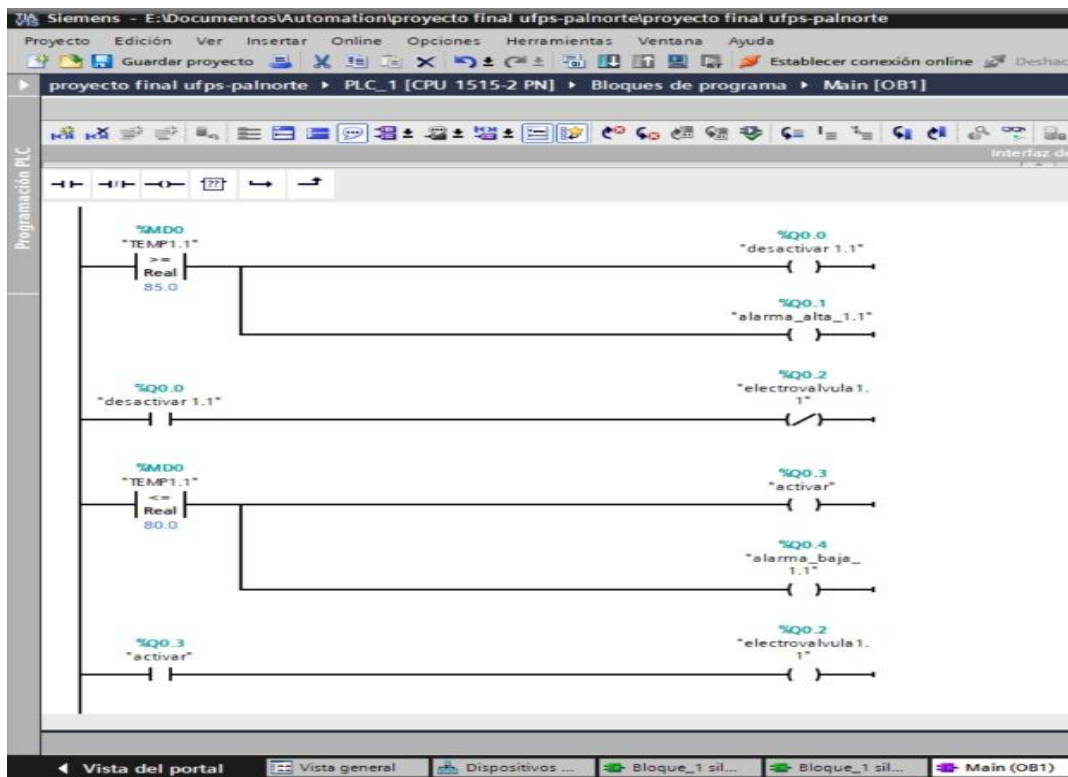 Siemens - E:\Documentos\Automation\proyecto final ufps-palnorte\proyecto final ufps-palnorte
Proyecto Edición Ver Insertar Online Opciones Herramientas Ventana Ayuda
Guardar proyecto Establecer conexión online Deshac
proyecto final ufps-palnorte PLC_1 [CPU 1515-2 PN] Bloques de programa Main [OB1]
Interfaz de
Programación PLC
%MD0
"TEMP1.1"
>=
Real
85.0
%Q0.0
"desactivar 1.1"
%Q0.1
"alarma_alta_1.1"
%Q0.0
"desactivar 1.1"
%Q0.2
"electrovalvula1.
1"
%MD0
"TEMP1.1"
<=
Real
80.0
%Q0.3
"activar"
%Q0.4
"alarma_baja_
1.1"
%Q0.3
"activar"
%Q0.2
"electrovalvula1.
1"
Vista del portal Vista general Dispositivos ... Bloque_1 sil... Bloque_1 sil... Main (OB1)